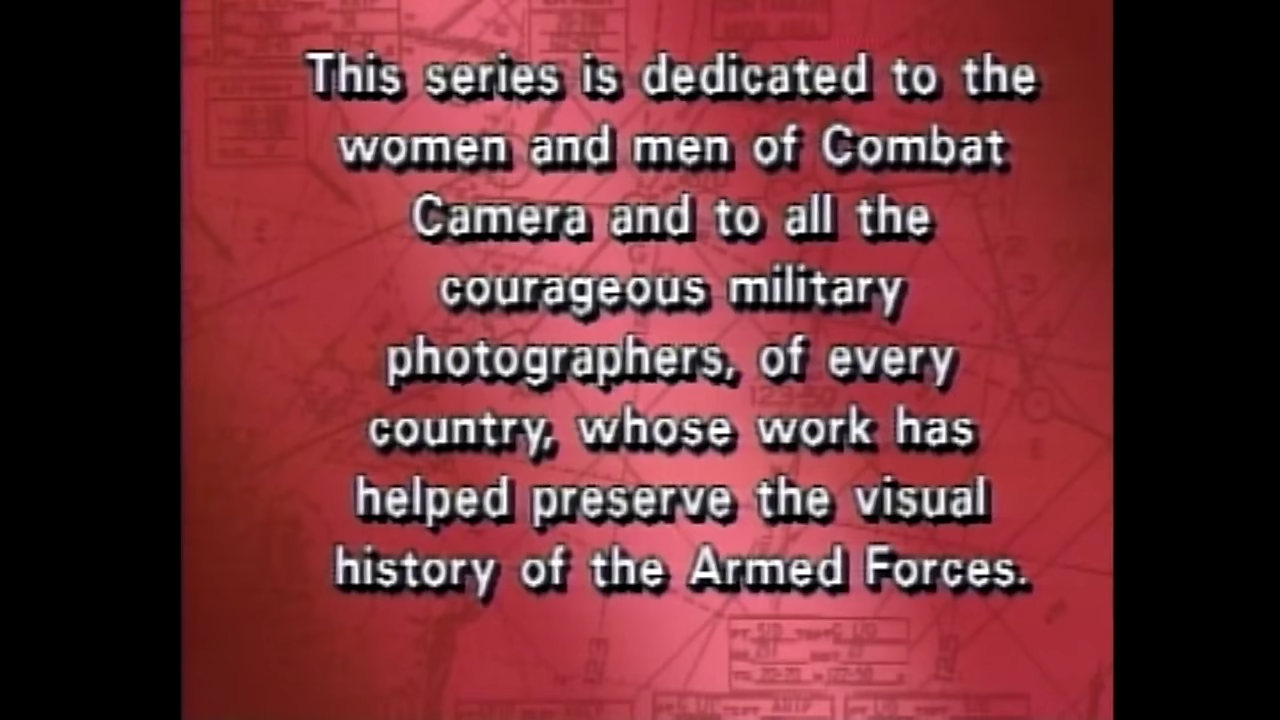 This series is dedicated to the
women and men of Combat
Camera and to all the
courageous military
photographers, of every
country, whose work has
helped preserve the visual
history of the Armed Forces.
123